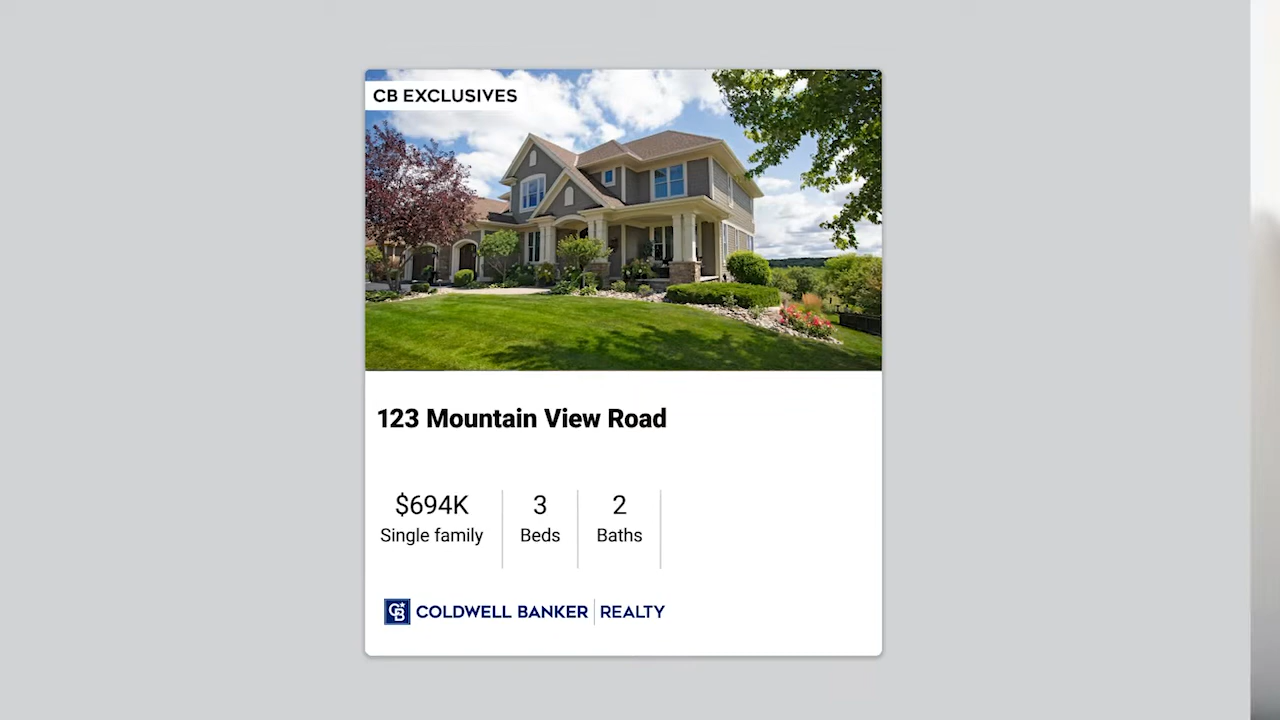 CB EXCLUSIVES
123 Mountain View Road
$694K 3 2
Single family Beds Baths
CB COLDWELL BANKER REALTY